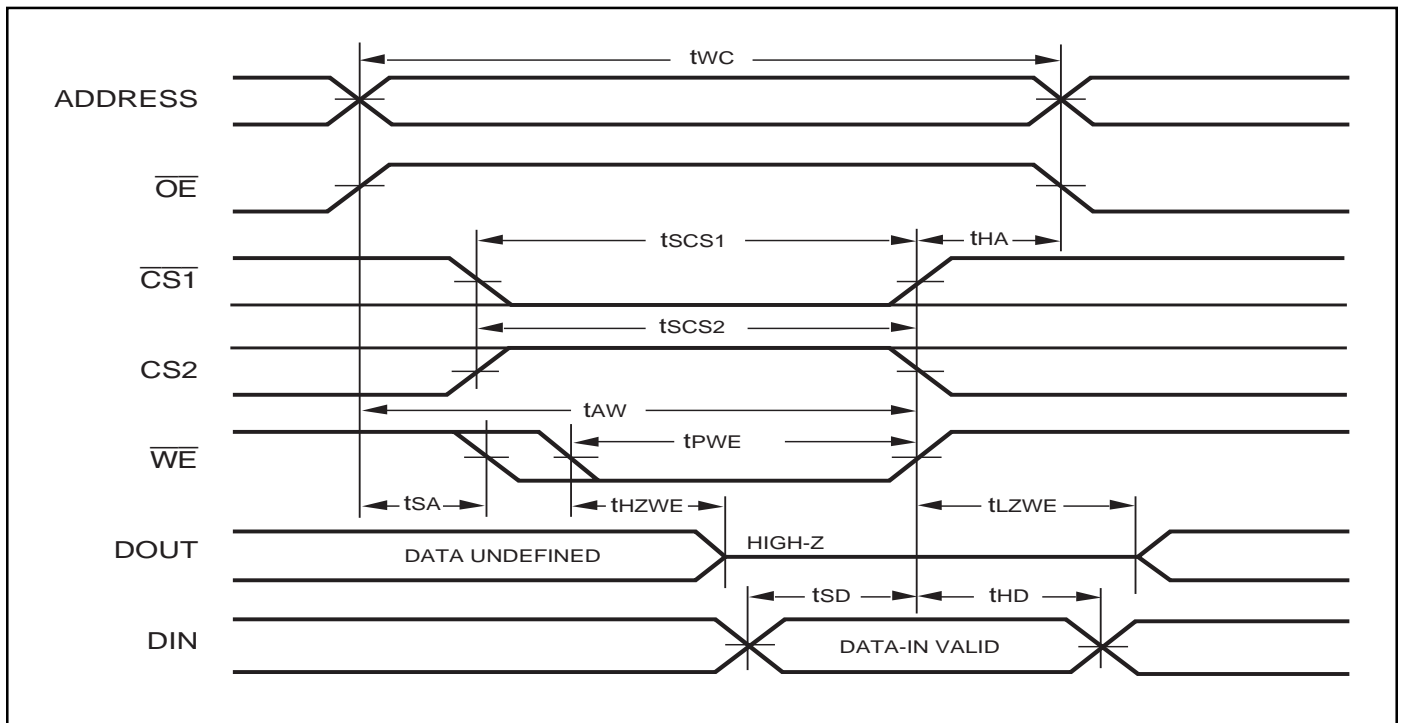 tWC
ADDRESS
OE
tSCS1
tHA
CS1
tSCS2
CS2
tAW
WE
tPWE
tSA
tHZWE
tLZWE
DOUT
DATA UNDEFINED
HIGH-Z
tSD
tHD
DIN
DATA-IN VALID